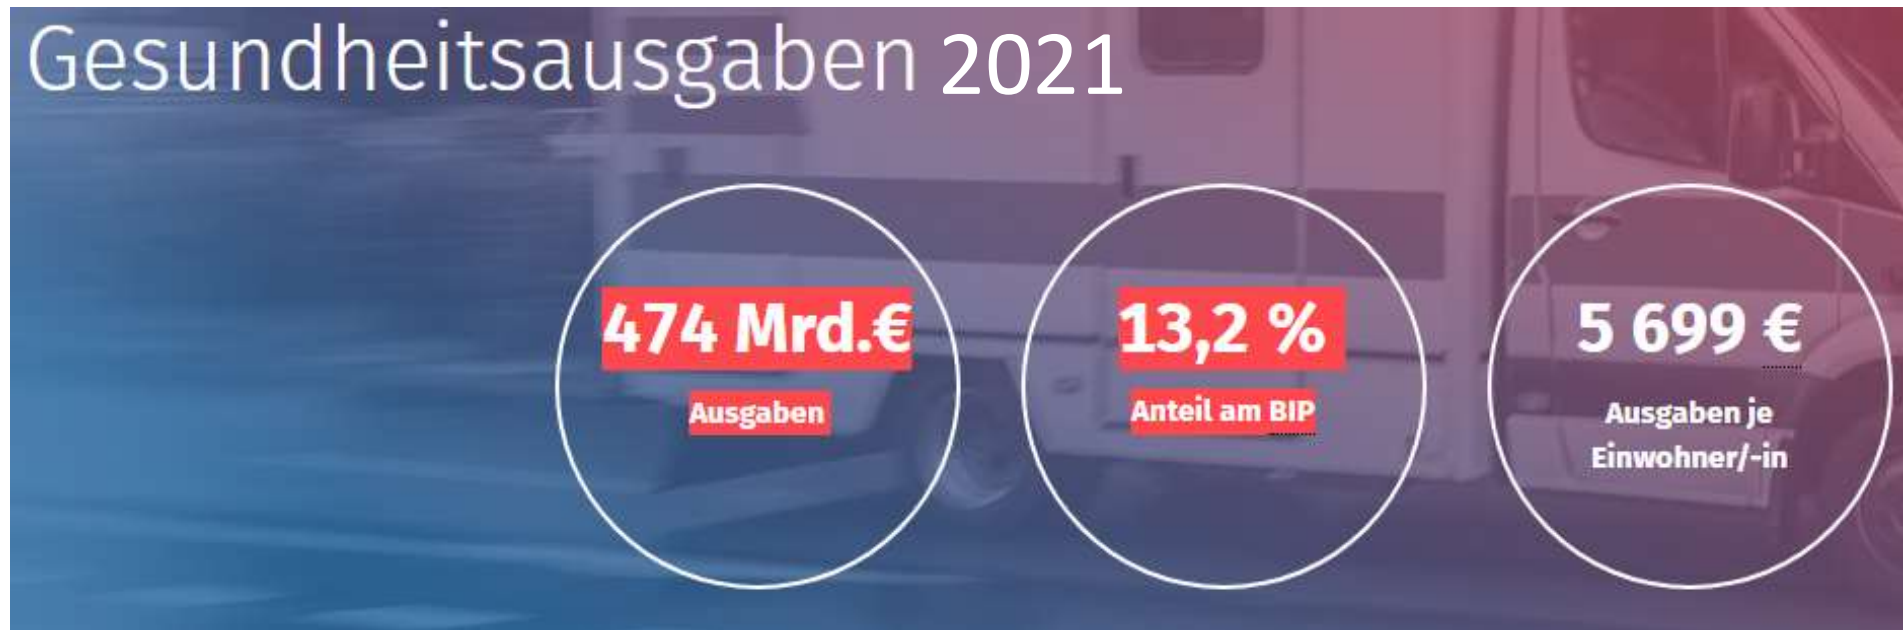 Gesundheitsausgaben 2021
474 Mrd.€
Ausgaben
13,2 %
Anteil am BIP
5 699 €
Ausgaben je
Einwohner/-in